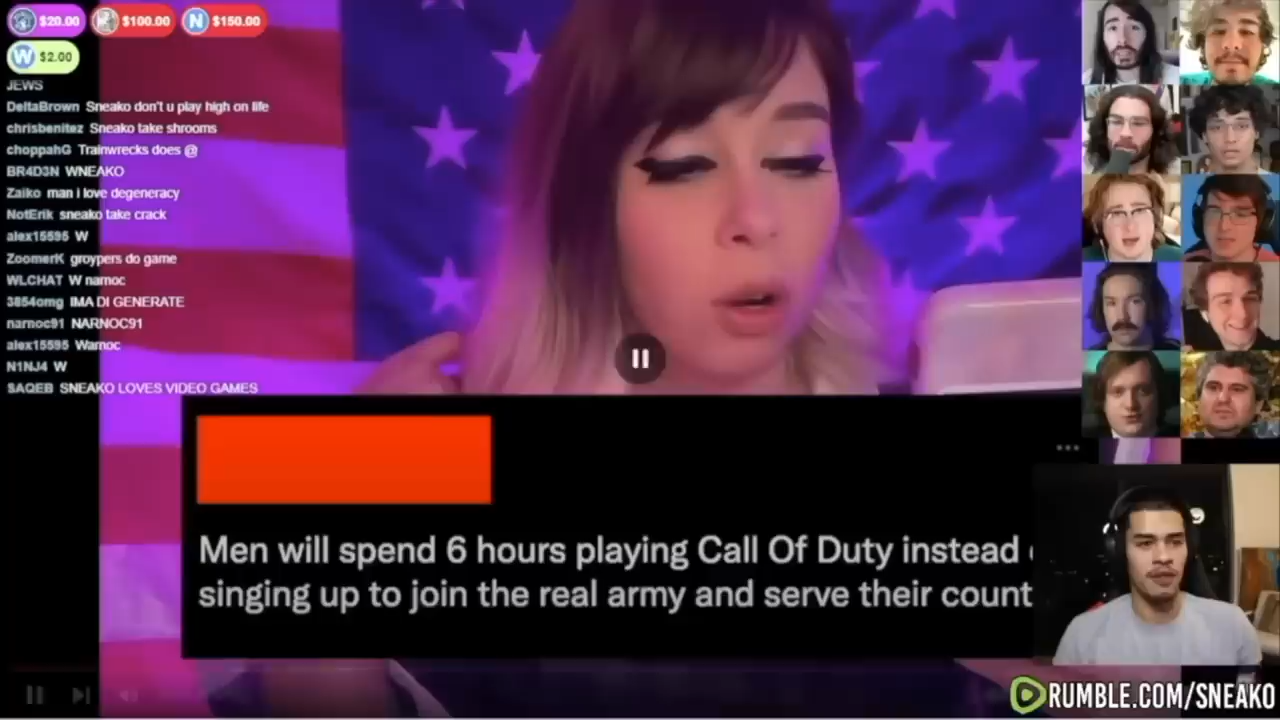 $20.00 $100.00 N $150.00
W $2.00
JEWS
DeltaBrown Sneako don't u play high on life
chrisbenitez Sneako take shrooms
choppahG Trainwrecks does @
BR4D3N WNEAKO
Zaiko man i love degeneracy
NotErik sneako take crack
alex15595 W
ZoomerK groypers do game
WLCHAT W narnoc
3854omg IMA DI GENERATE
narnoc91 NARNOC91
alex15595 Warnoc
N1NJ4 W
SAQEB SNEAKO LOVES VIDEO GAMES
Men will spend 6 hours playing Call Of Duty instead
singing up to join the real army and serve their count
RUMBLE.COM/SNEAKO